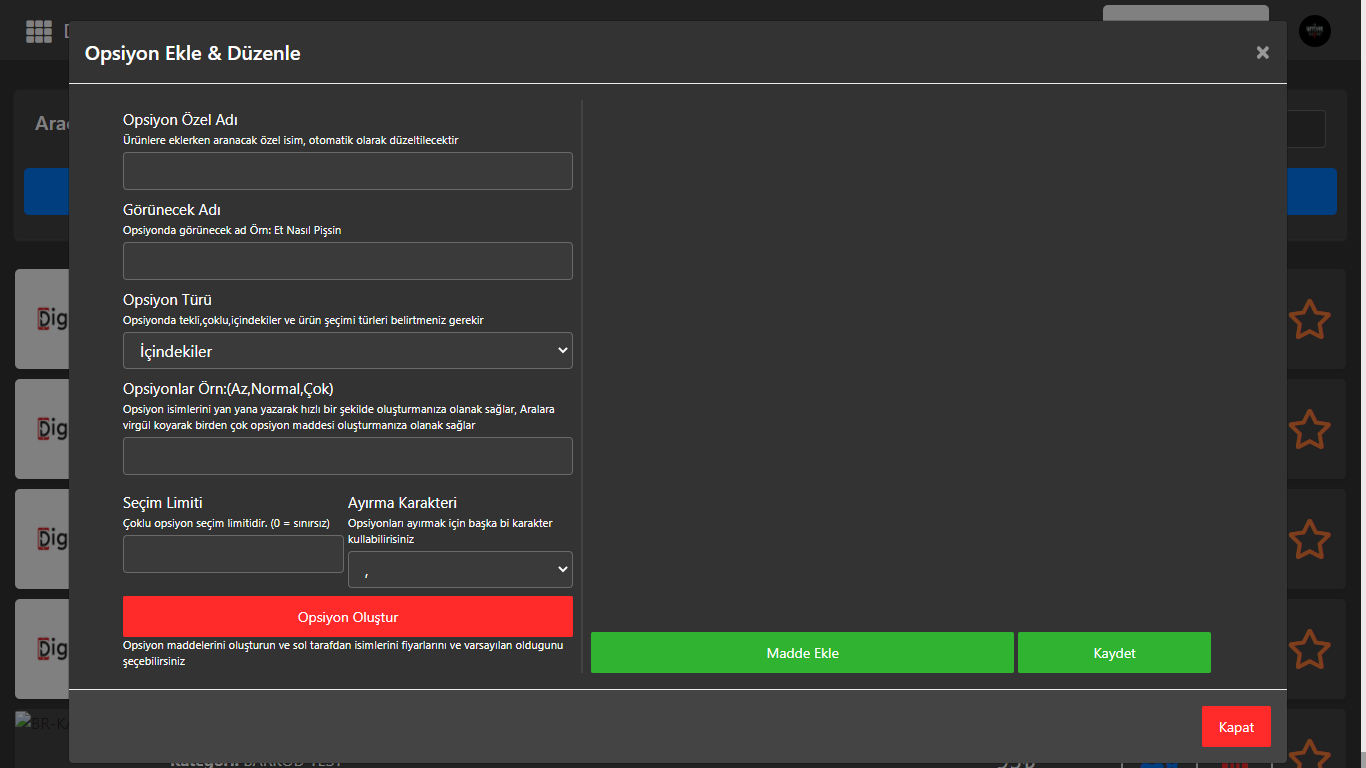 Opsiyon Ekle & Düzenle
×
Opsiyon Özel Adı
Ürünlere eklerken aranacak özel isim, otomatik olarak düzeltilecektir
Görünecek Adı
Opsiyonda görünecek ad Örn: Et Nasıl Pişsin
Opsiyon Türü
Opsiyonda tekli,çoklu,içindekiler ve ürün seçimi türleri belirtmeniz gerekir
İçindekiler
Opsiyonlar Örn:(Az,Normal,Çok)
Opsiyon isimlerini yan yana yazarak hızlı bir şekilde oluşturmanıza olanak sağlar, Aralara
virgül koyarak birden çok opsiyon maddesi oluşturmanıza olanak sağlar
Seçim Limiti
Çoklu opsiyon seçim limitidir. (0 = sınırsız)
Ayırma Karakteri
Opsiyonları ayırmak için başka bi karakter
kullabilirisiniz
,
Opsiyon Oluştur
Opsiyon maddelerini oluşturun ve sol tarafdan isimlerini fiyarlarını ve varsayılan oldugunu
şeçebilirsiniz
Madde Ekle
Kaydet
Kapat
Dig
Dig
Dig
Dig